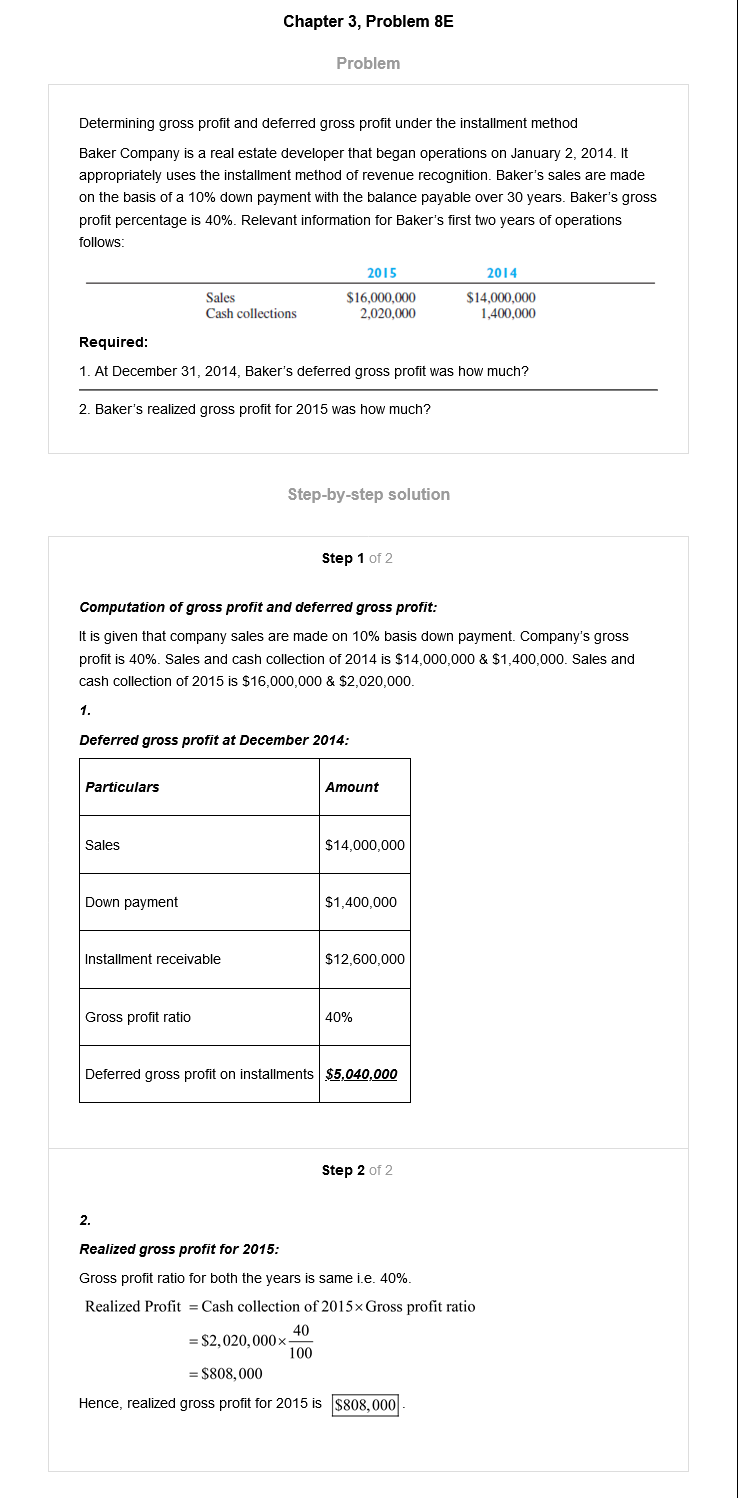 Chapter 3, Problem 8E
Problem
Determining gross profit and deferred gross profit under the installment method
Baker Company is a real estate developer that began operations on January 2, 2014. It
appropriately uses the installment method of revenue recognition. Baker's sales are made
on the basis of a 10% down payment with the balance payable over 30 years. Baker's gross
profit percentage is 40%. Relevant information for Baker's first two years of operations
follows:
2015 2014
Sales $16,000,000 $14,000,000
Cash collections 2,020,000 1,400,000
Required:
1. At December 31, 2014, Baker's deferred gross profit was how much?
2. Baker's realized gross profit for 2015 was how much?
Step-by-step solution
Step 1 of 2
Computation of gross profit and deferred gross profit:
It is given that company sales are made on 10% basis down payment. Company's gross
profit is 40%. Sales and cash collection of 2014 is $14,000,000 & $1,400,000. Sales and
cash collection of 2015 is $16,000,000 & $2,020,000.
1.
Deferred gross profit at December 2014:
Particulars Amount
Sales $14,000,000
Down payment $1,400,000
Installment receivable $12,600,000
Gross profit ratio 40%
Deferred gross profit on installments $5,040,000
Step 2 of 2
2.
Realized gross profit for 2015:
Gross profit ratio for both the years is same i.e. 40%.
Realized Profit = Cash collection of 2015 × Gross profit ratio
= $2,020,000 × 40/100
= $808,000
Hence, realized gross profit for 2015 is $808,000.